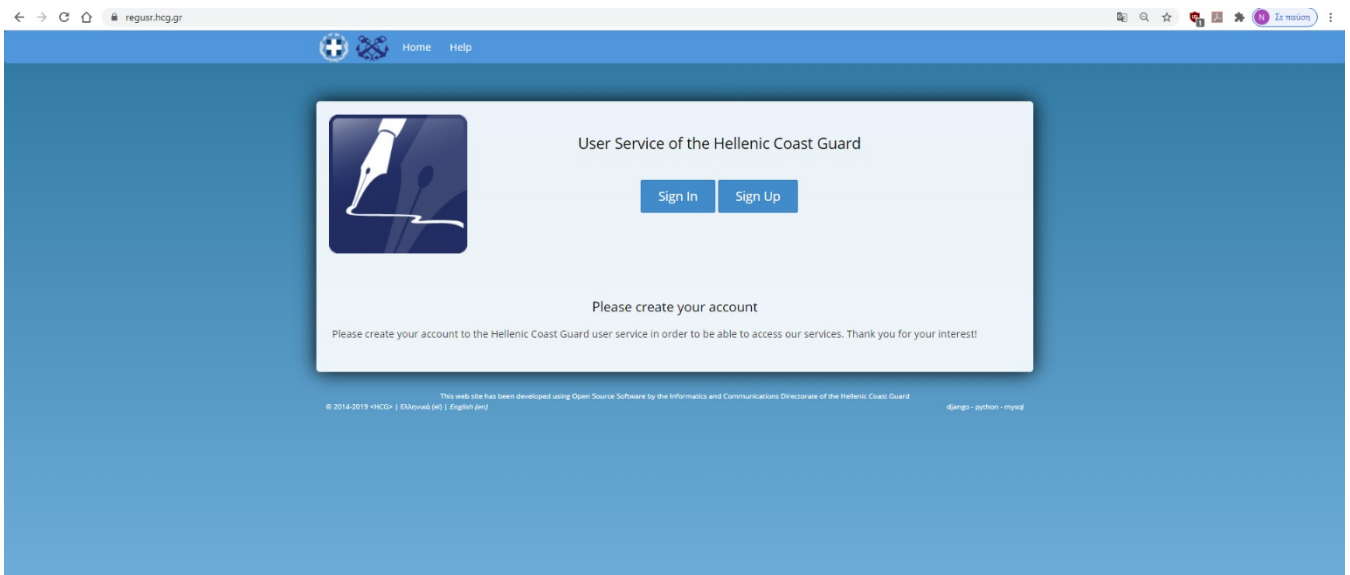 regusr.hcg.gr
N Σε παύση
1
Home Help
User Service of the Hellenic Coast Guard
Sign In Sign Up
Please create your account
Please create your account to the Hellenic Coast Guard user service in order to be able to access our services. Thank you for your interest!
This web site has been developed using Open Source Software by the Informatics and Communications Directorate of the Hellenic Coast Guard
© 2014-2019 <HCG> | Ελληνικά (el) | English (en) django - python - mysql